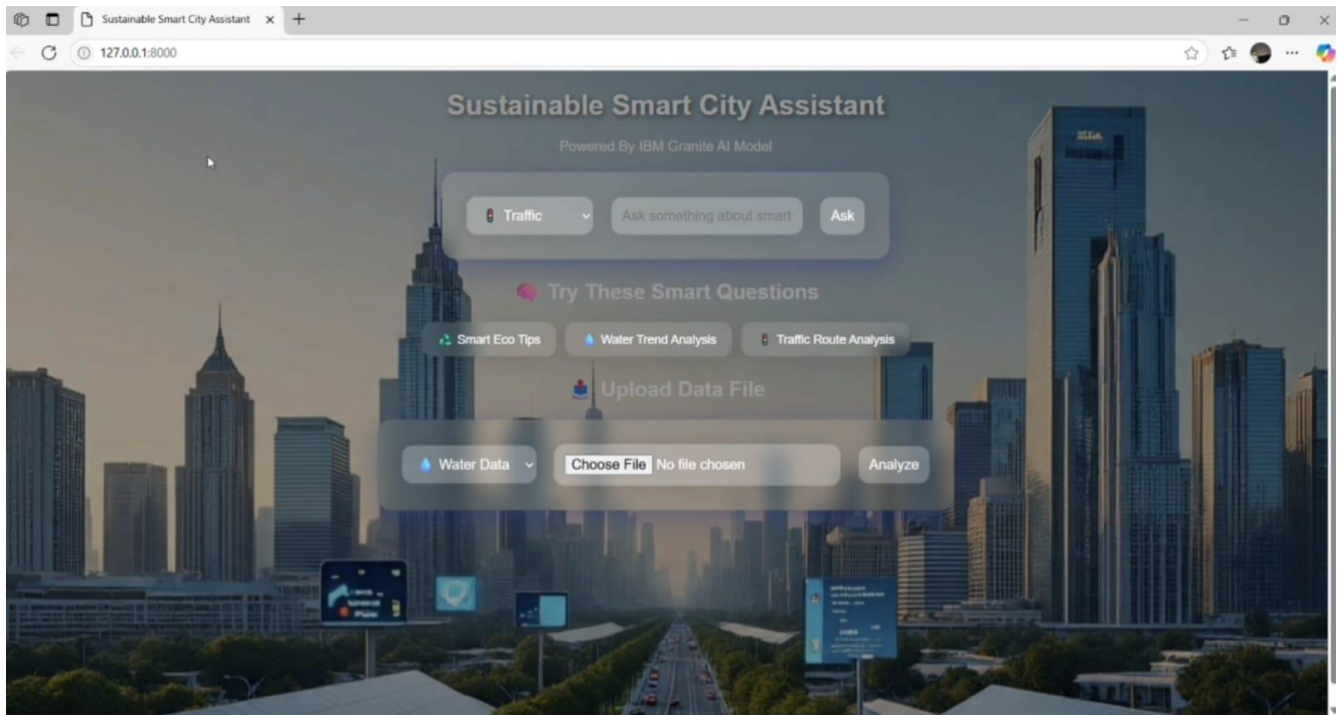 Sustainable Smart City Assistant
127.0.0.1:8000
Sustainable Smart City Assistant
Powered By IBM Granite AI Model
Traffic
Ask something about smart
Ask
Try These Smart Questions
Smart Eco Tips
Water Trend Analysis
Traffic Route Analysis
Upload Data File
Water Data
Choose File No file chosen
Analyze